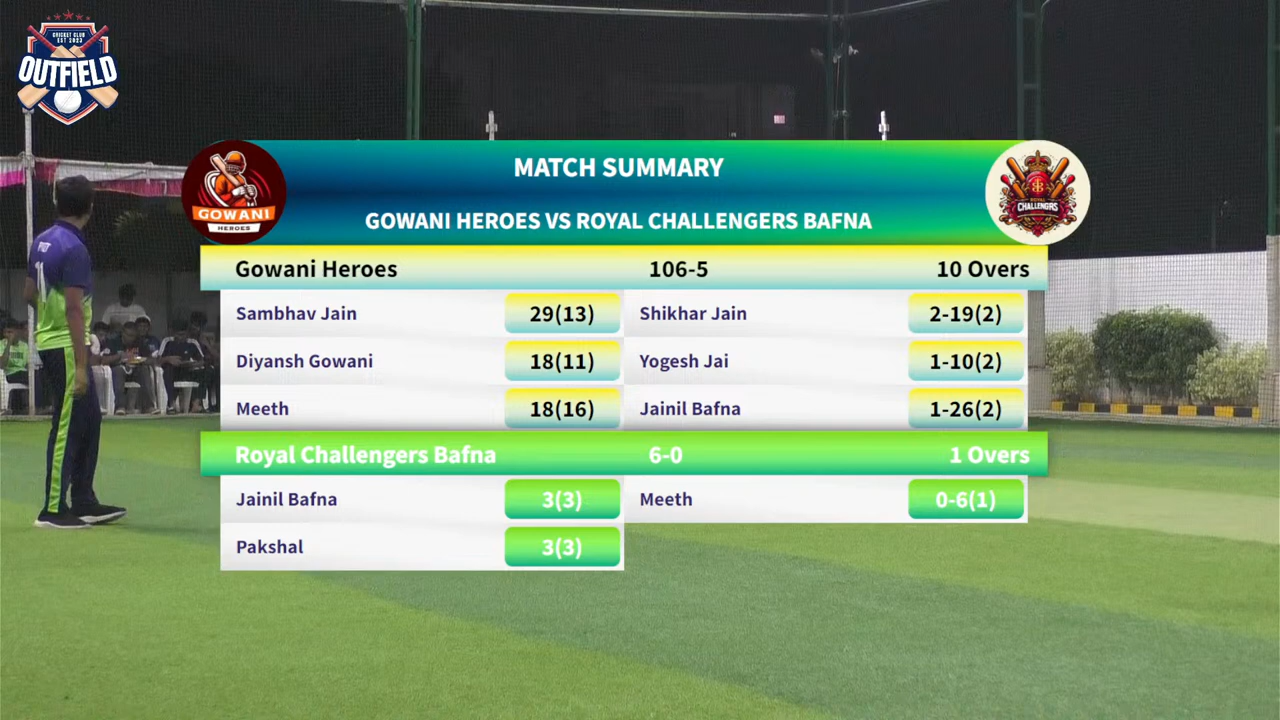 CRICKET CLUB
EST 2023
OUTFIELD
MATCH SUMMARY
GOWANI HEROES VS ROYAL CHALLENGERS BAFNA
GOWANI
HEROES
ROYAL
CHALLENGRS
Gowani Heroes 106-5 10 Overs
Sambhav Jain 29(13) Shikhar Jain 2-19(2)
Diyansh Gowani 18(11) Yogesh Jai 1-10(2)
Meeth 18(16) Jainil Bafna 1-26(2)
Royal Challengers Bafna 6-0 1 Overs
Jainil Bafna 3(3) Meeth 0-6(1)
Pakshal 3(3)
11